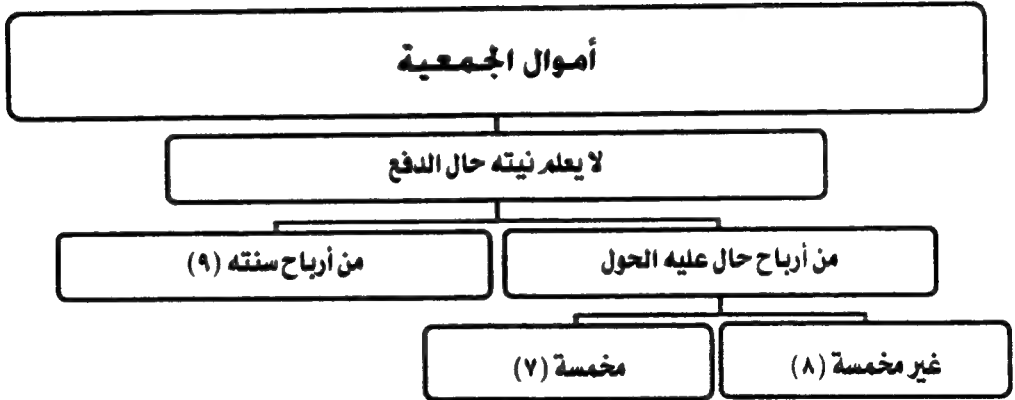 أموال الجمعية
لا يعلم نيته حال الدفع
من أرباح حال عليه الحول
من أرباح سنته (٩)
غير مخمسة (٨)
مخمسة (٧)